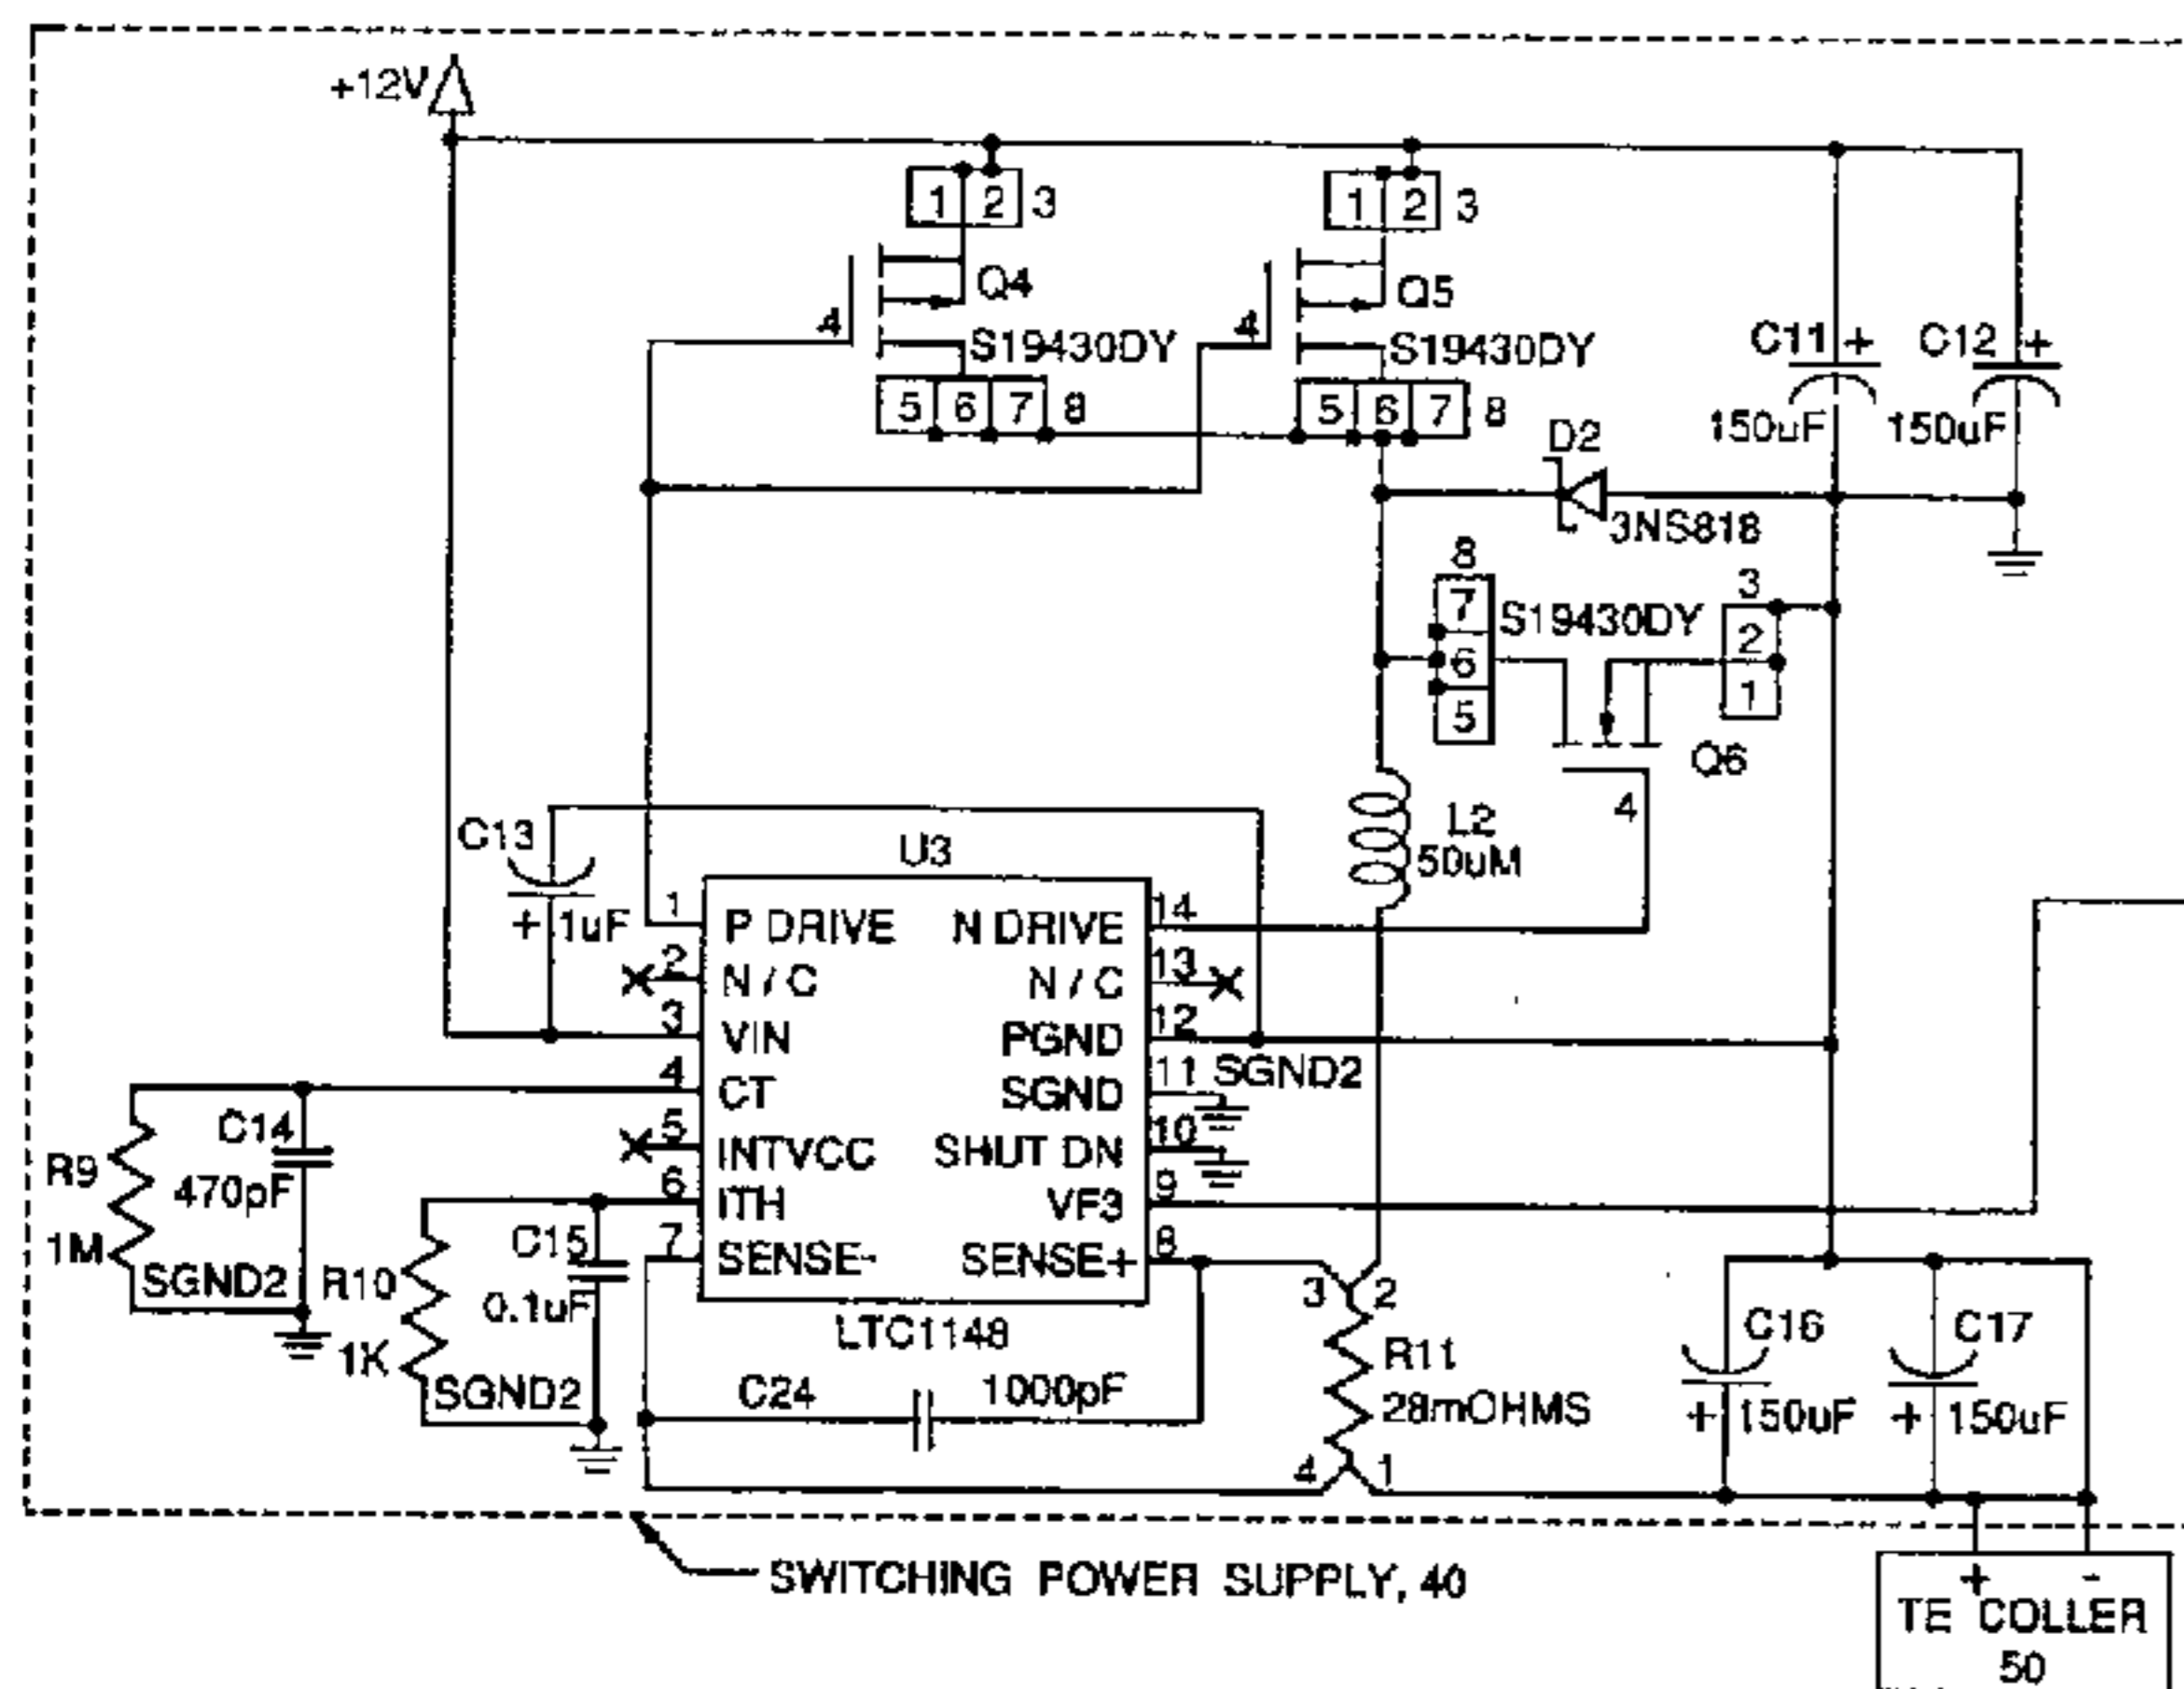 +12V
1 2 3
Q4
4
S19430DY
5 6 7 8
1 2 3
Q5
4
S19430DY
5 6 7 8
C11 +
150uF
C12 +
150uF
D2
3NS818
8
7
6
5
S19430DY
3
2
1
Q6
4
L2
50uM
C13
+ 1uF
U3
1 P DRIVE N DRIVE 14
2 N / C N / C 13
3 VIN PGND 12
4 CT SGND 11 SGND2
5 INTVCC SHUT DN 10
6 ITH VF3 9
7 SENSE- SENSE+ 8
LTC1148
R9
1M
C14
470pF
SGND2
R10
1K
C15
0.1uF
SGND2
C24 1000pF
3 2
R11
28mOHMS
4 1
C16
+ 150uF
C17
+ 150uF
SWITCHING POWER SUPPLY, 40
+ -
TE COLLER
50